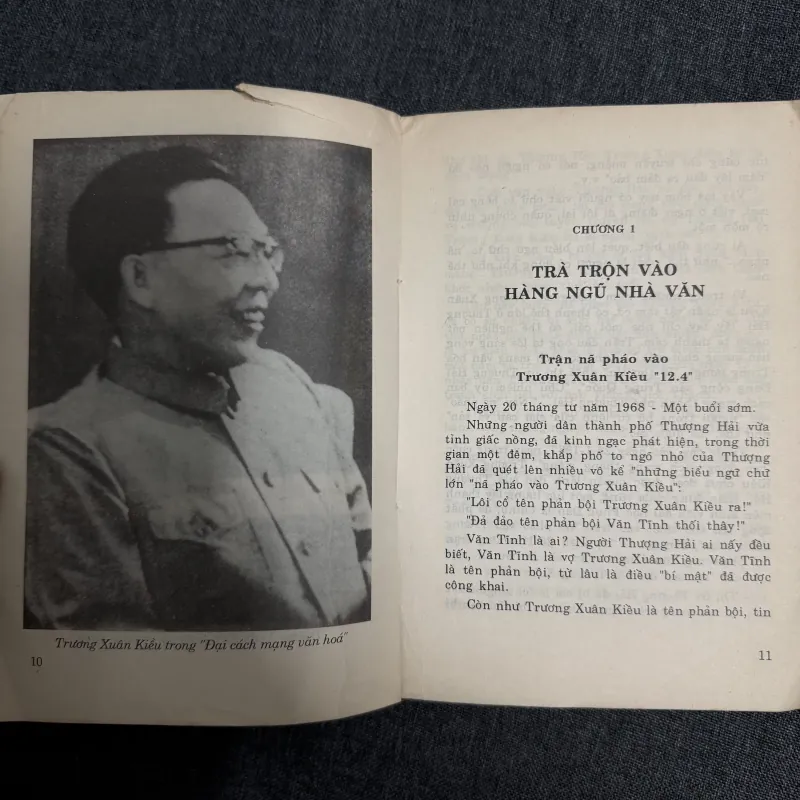 Trương Xuân Kiều trong "Đại cách mạng văn hoá"
10
CHƯƠNG I
TRÀ TRỘN VÀO
HÀNG NGŨ NHÀ VĂN
Trận nã pháo vào
Trương Xuân Kiều "12.4"
Ngày 20 tháng tư năm 1968 - Một buổi sớm.
Những người dân thành phố Thượng Hải vừa
tỉnh giấc nồng, đã kinh ngạc phát hiện, trong thời
gian một đêm, khắp phố to ngõ nhỏ của Thượng
Hải đã quét lên nhiều vô kể "những biểu ngữ chữ
lớn "nã pháo vào Trương Xuân Kiều":
"Lôi cổ tên phản bội Trương Xuân Kiều ra!"
"Đả đảo tên phản bội Văn Tĩnh thối thây!"
Văn Tĩnh là ai? Người Thượng Hải ai nấy đều
biết, Văn Tĩnh là vợ Trương Xuân Kiều. Văn Tĩnh
là tên phản bội, từ lâu là điều "bí mật" đã được
công khai.
Còn như Trương Xuân Kiều là tên phản bội, tin
11